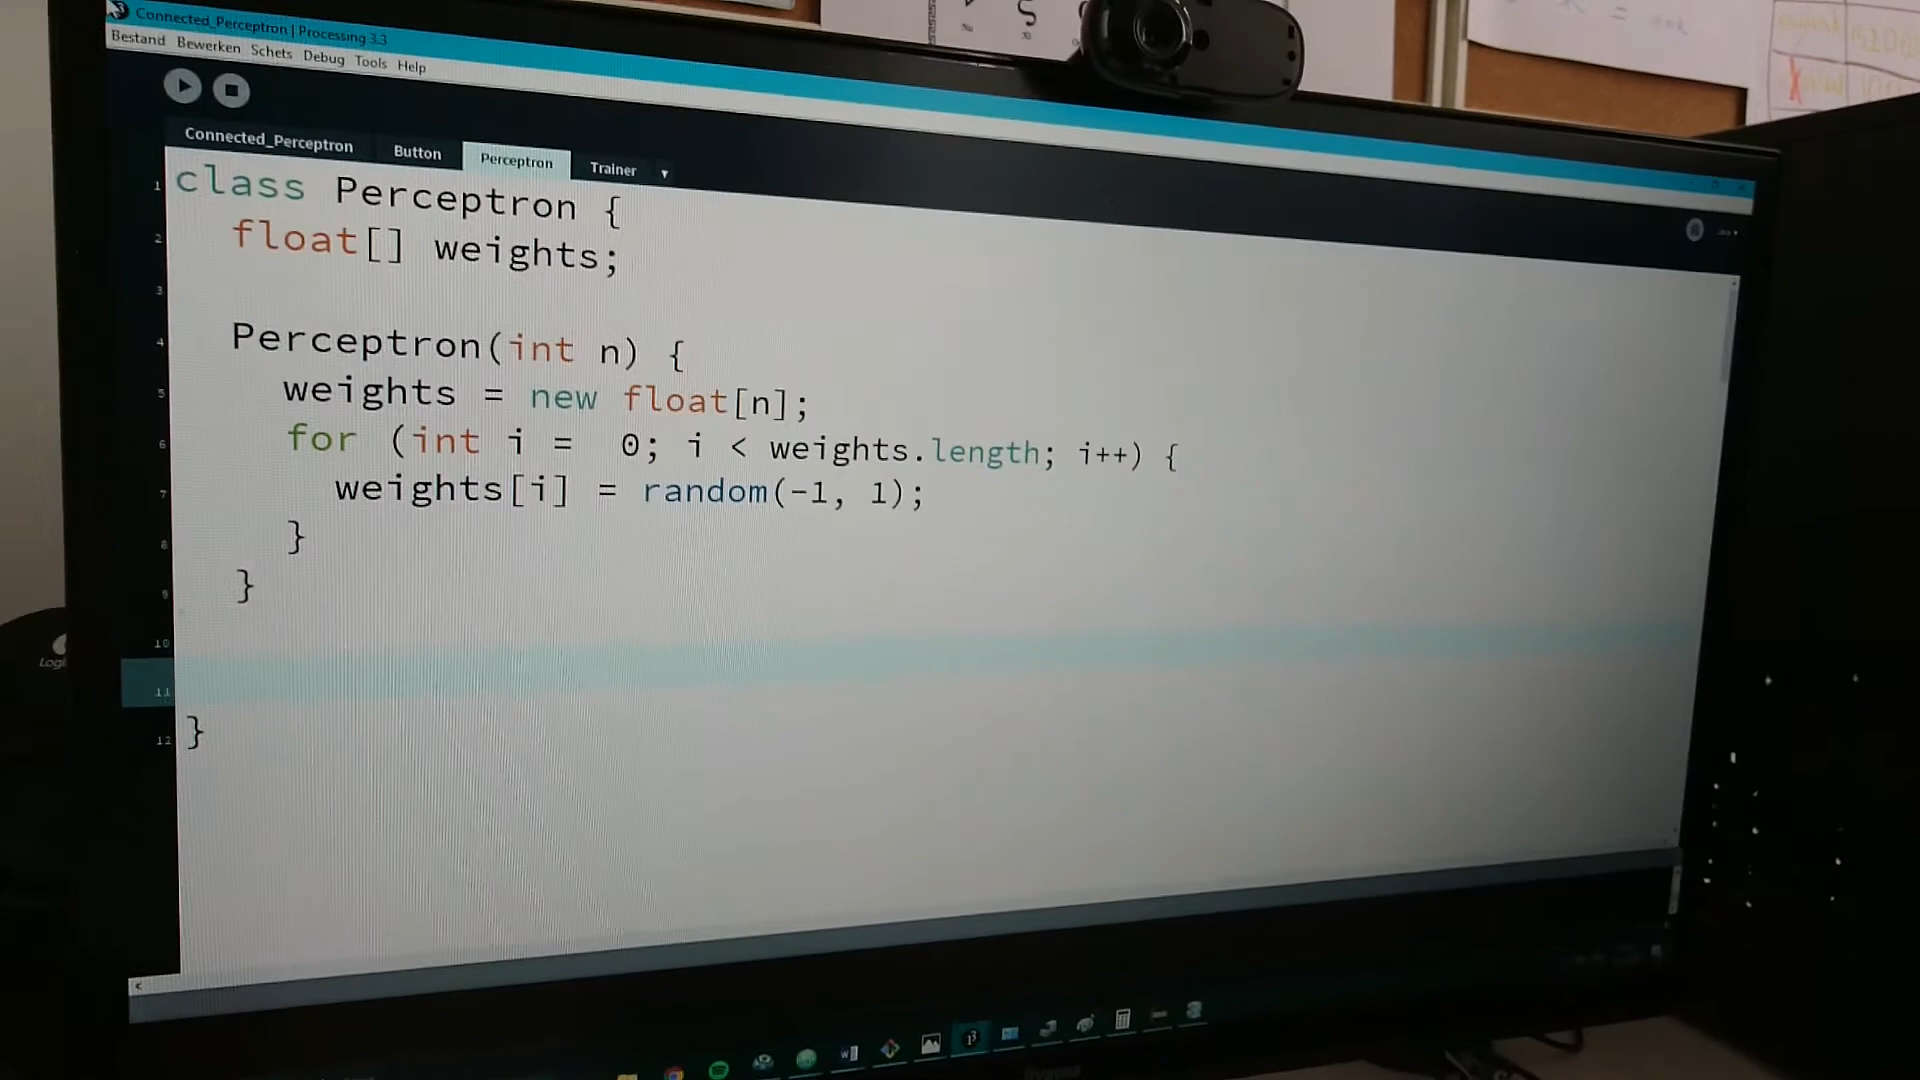 Connected_Perceptron | Processing 3.3
Bestand Bewerken Schets Debug Tools Help
Connected_Perceptron Button Perceptron Trainer
1 class Perceptron {
2 float[] weights;
3
4 Perceptron(int n) {
5 weights = new float[n];
6 for (int i =  0; i < weights.length; i++) {
7 weights[i] = random(-1, 1);
8 }
9 }
10
11
12 }
Logi